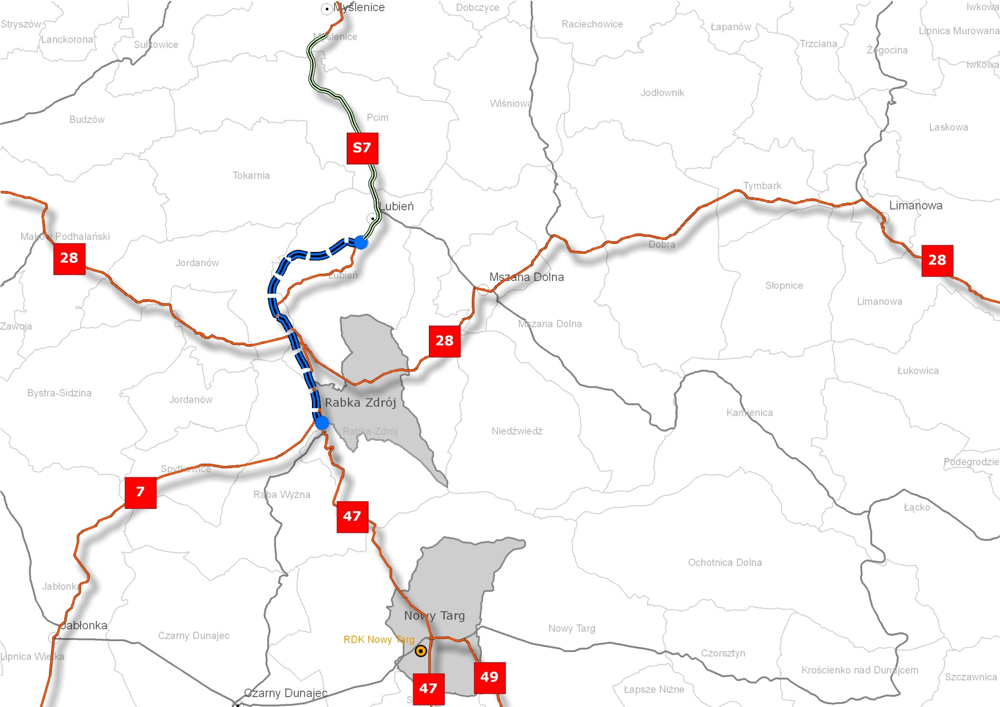 Myślenice
Dobczyce
Iwkowa
Stryszów
Raciechowice
Łapanów
Lipnica Murowana
Lanckorona
Sułkowice
Myślenice
Trzciana
Żegocina
Iwkowa
Jodłownik
Wiśniowa
Budzów
Pcim
Laskowa
S7
Tokarnia
Tymbark
Lubień
Limanowa
Maków Podhalański
Dobra
28
Jordanów
28
Lubień
Mszana Dolna
Słopnice
Limanowa
Zawoja
Mszana Dolna
28
Łukowica
Bystra-Sidzina
Jordanów
Rabka Zdrój
Kamienica
Rabka-Zdrój
Niedźwiedź
Podegrodzie
Spytkowice
7
Raba Wyżna
Łącko
47
Ochotnica Dolna
Jabłonka
Nowy Targ
Jabłonka
Nowy Targ
Czarny Dunajec
RDK Nowy Targ
Czorsztyn
Lipnica Wielka
Krościenko nad Dunajcem
49
Szczawnica
47
Łapsze Niżne
Czarny Dunajec